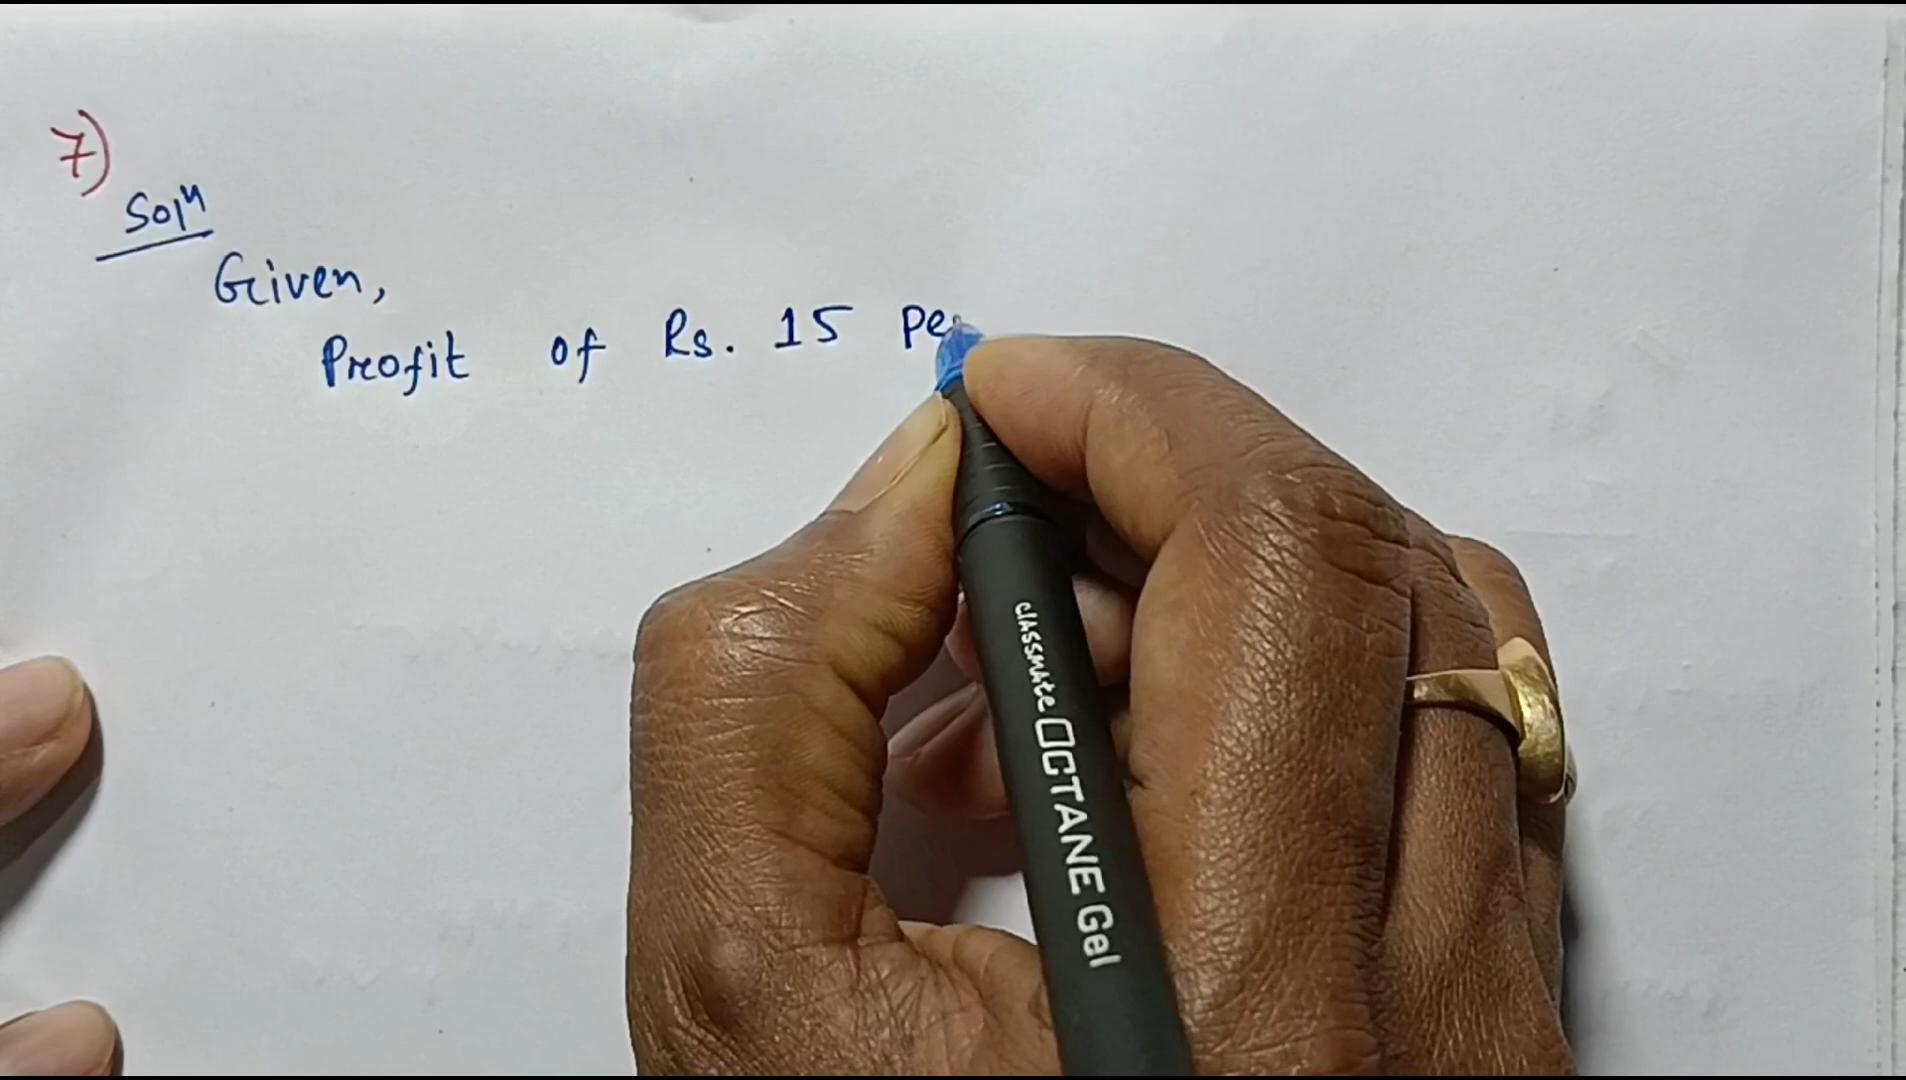 7)
Soln
Given,
Profit of Rs. 15 Pe
classmate OCTANE Gel